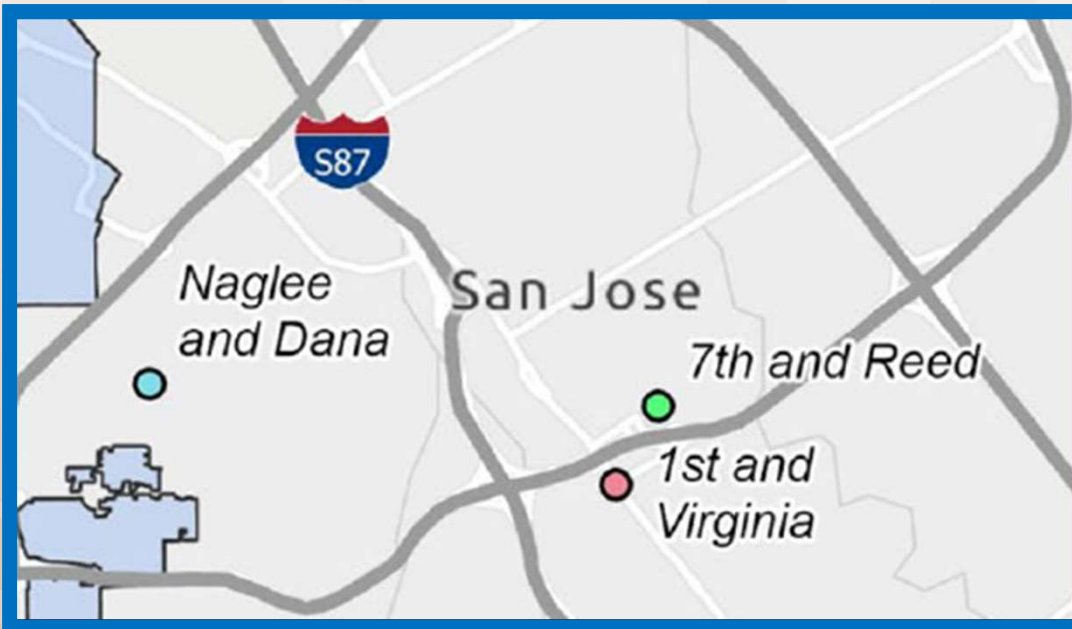 S87
Naglee
and Dana
San Jose
7th and Reed
1st and
Virginia